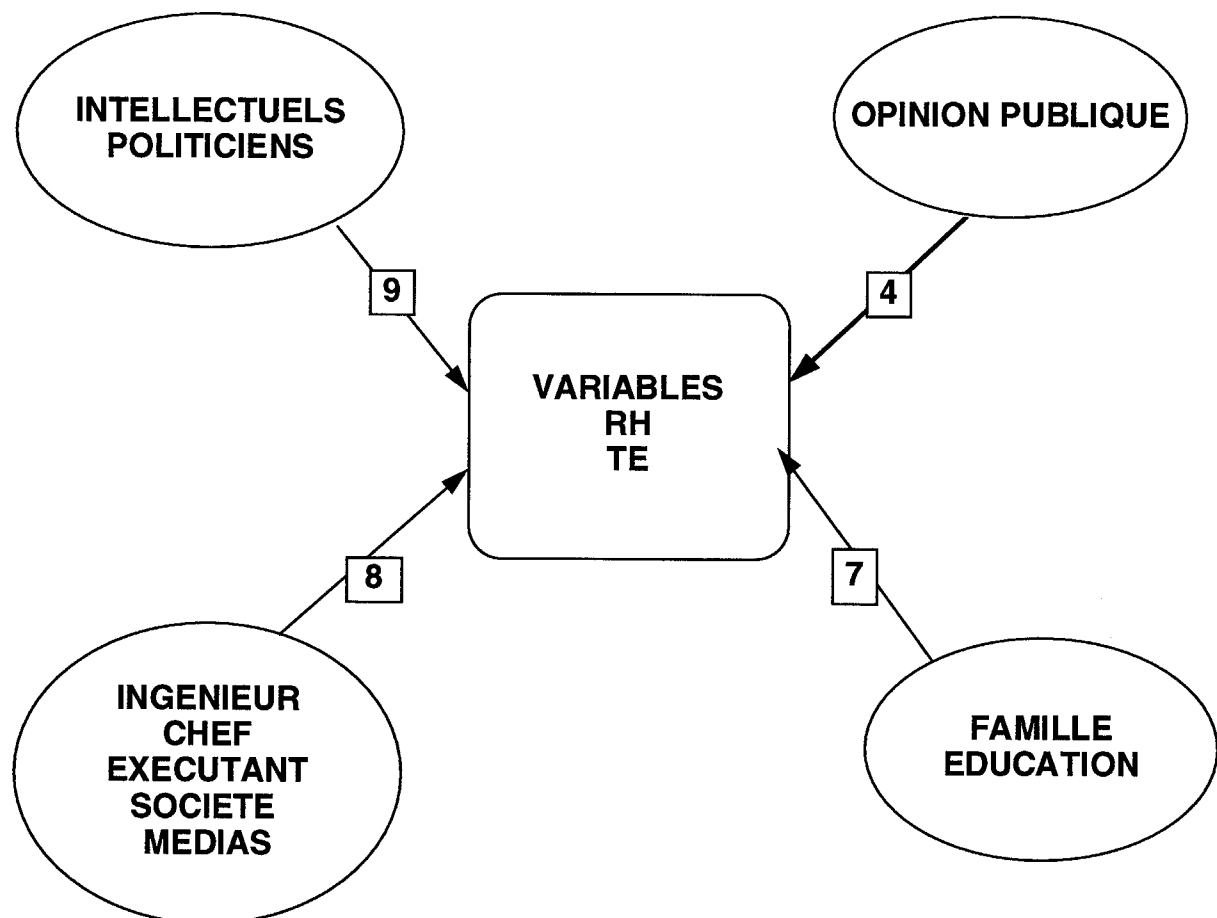 INTELLECTUELS
POLITICIENS
OPINION PUBLIQUE
9
4
VARIABLES
RH
TE
8
7
INGENIEUR
CHEF
EXECUTANT
SOCIETE
MEDIAS
FAMILLE
EDUCATION